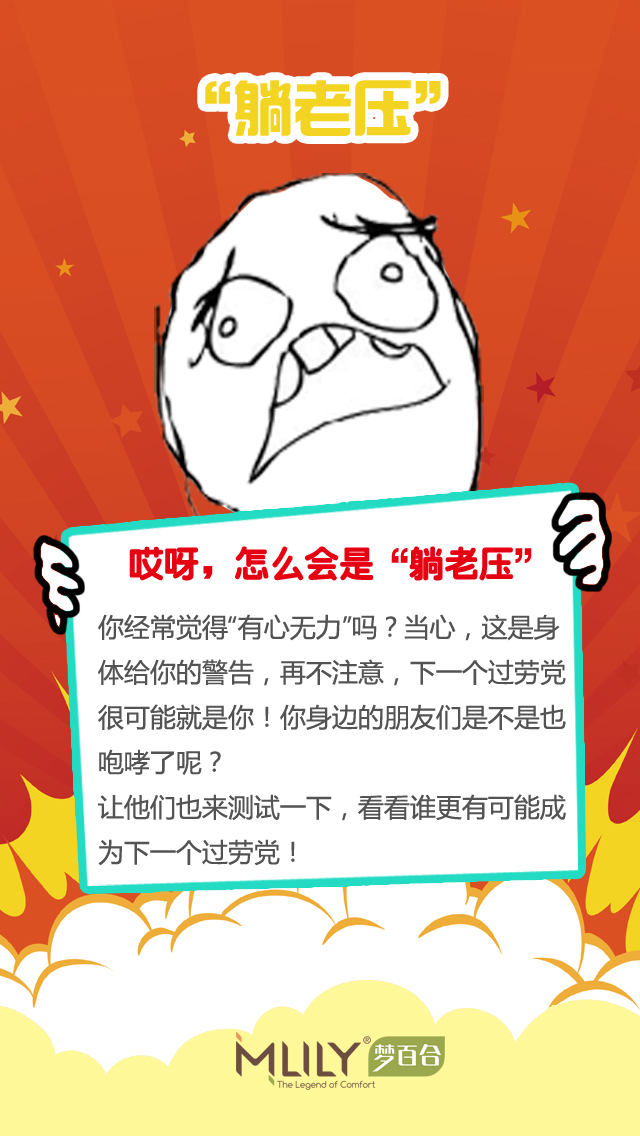 “躺老压”
哎呀，怎么会是“躺老压”
你经常觉得“有心无力”吗？当心，这是身
体给你的警告，再不注意，下一个过劳党
很可能就是你！你身边的朋友们是不是也
咆哮了呢？
让他们也来测试一下，看看谁更有可能成
为下一个过劳党！
MLILY® 梦百合
The Legend of Comfort